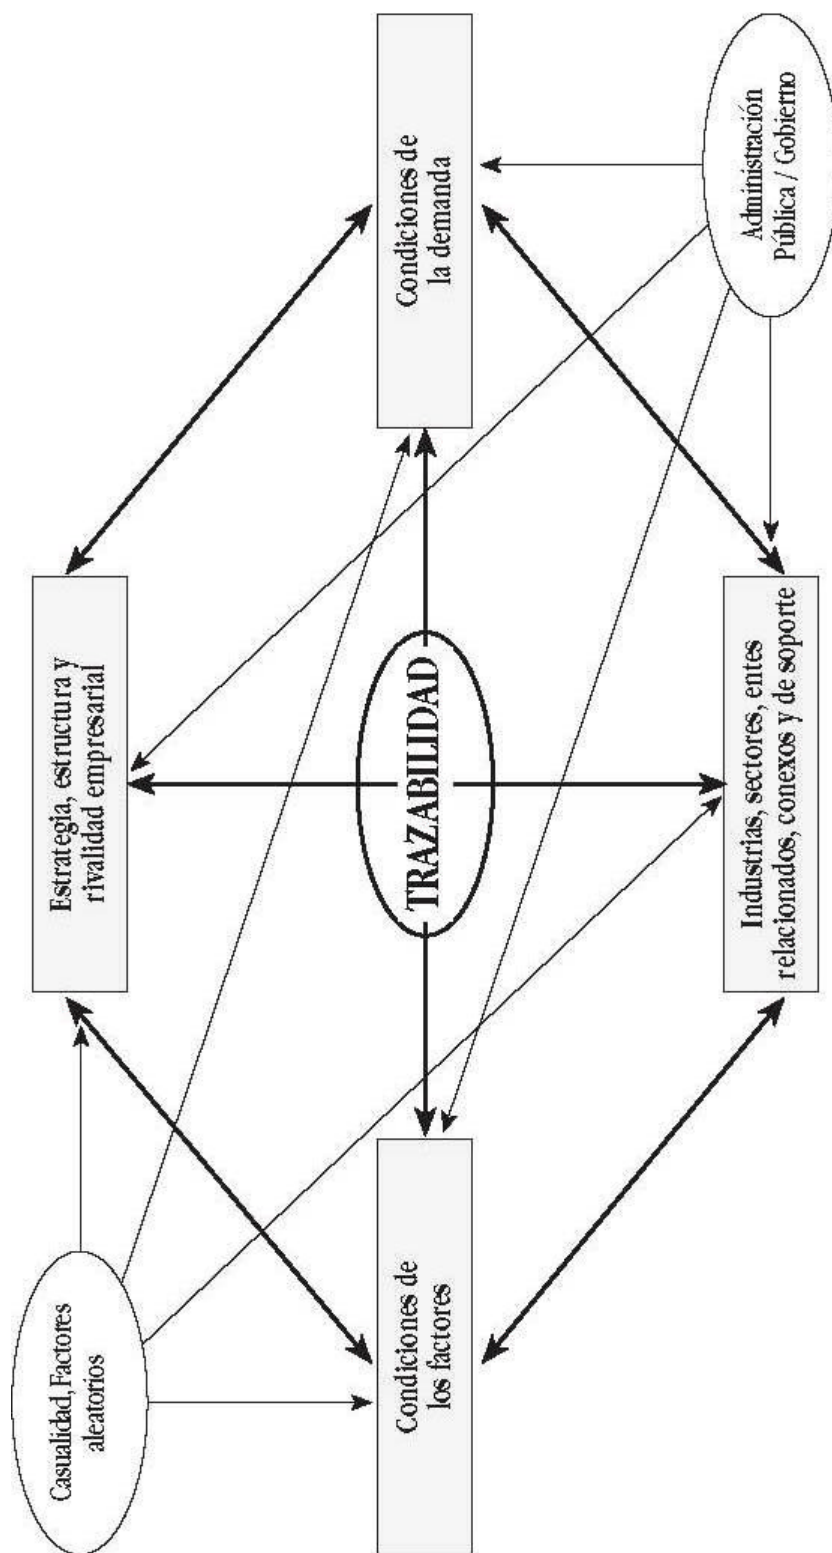 Casualidad, Factores
aleatorios
Estrategia, estructura y
rivalidad empresarial
Condiciones de
los factores
TRAZABILIDAD
Condiciones de
la demanda
Industrias, sectores, entes
relacionados, conexos y de soporte
Administración
Pública / Gobierno